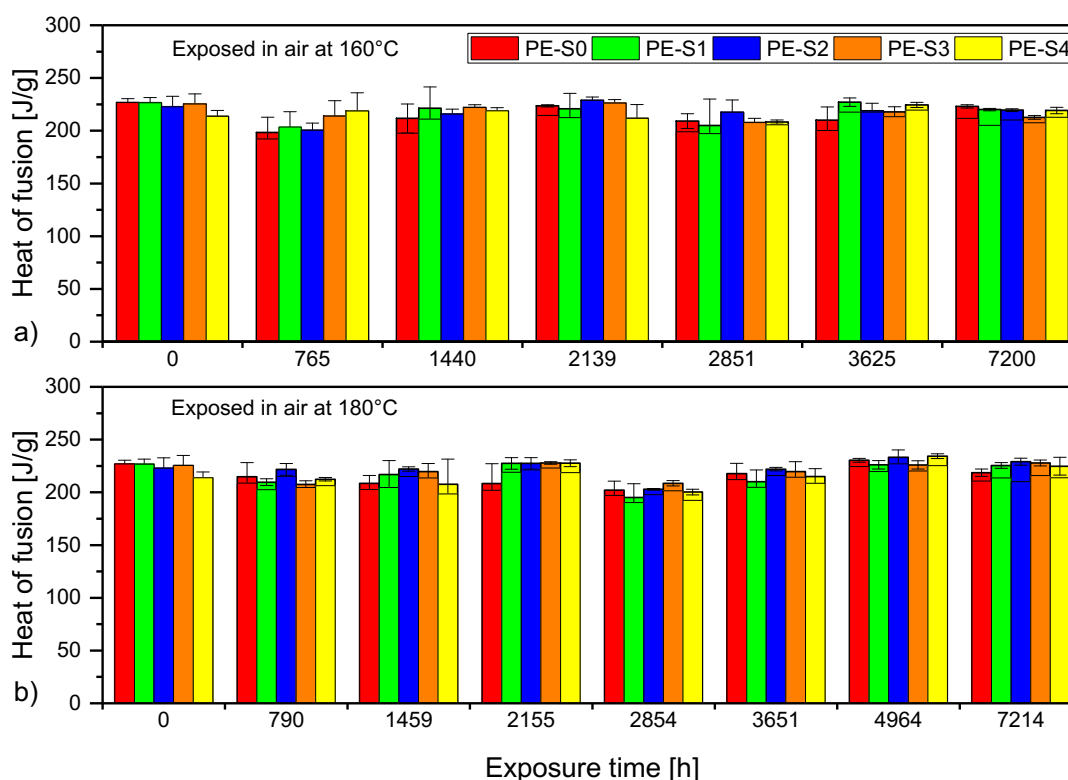 Heat of fusion [J/g]
300
250
200
150
100
50
0
Exposed in air at 160°C
PE-S0 PE-S1 PE-S2 PE-S3 PE-S4
a)
0 765 1440 2139 2851 3625 7200
Heat of fusion [J/g]
300
250
200
150
100
50
0
Exposed in air at 180°C
b)
0 790 1459 2155 2854 3651 4964 7214
Exposure time [h]